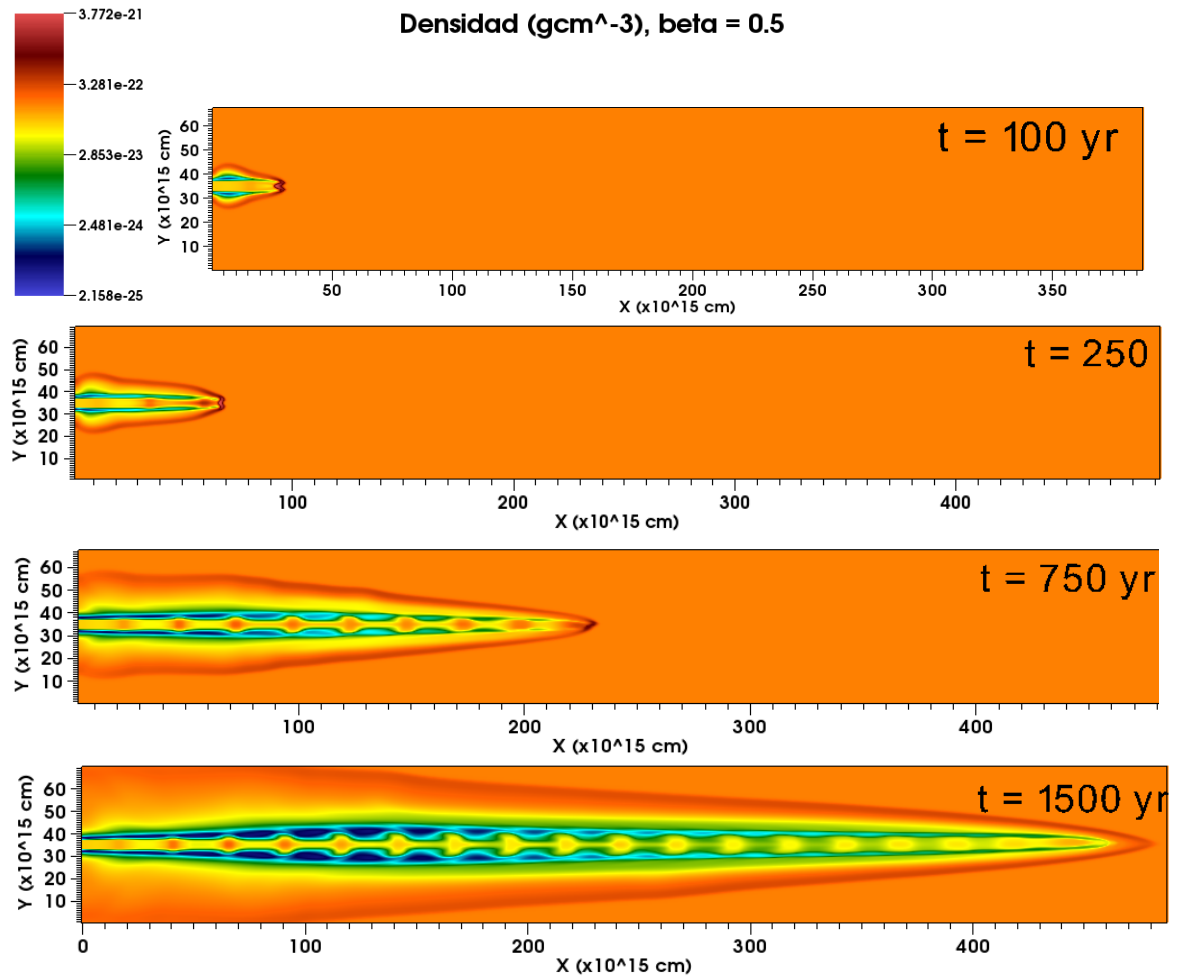 Densidad (gcm^-3), beta = 0.5
3.772e-21
3.281e-22
2.853e-23
2.481e-24
2.158e-25
t = 100 yr
Y (x10^15 cm)
60
50
40
30
20
10
50 100 150 200 250 300 350
X (x10^15 cm)
t = 250
Y (x10^15 cm)
60
50
40
30
20
10
100 200 300 400
X (x10^15 cm)
t = 750 yr
Y (x10^15 cm)
60
50
40
30
20
10
100 200 300 400
X (x10^15 cm)
t = 1500 yr
Y (x10^15 cm)
60
50
40
30
20
10
0 100 200 300 400
X (x10^15 cm)